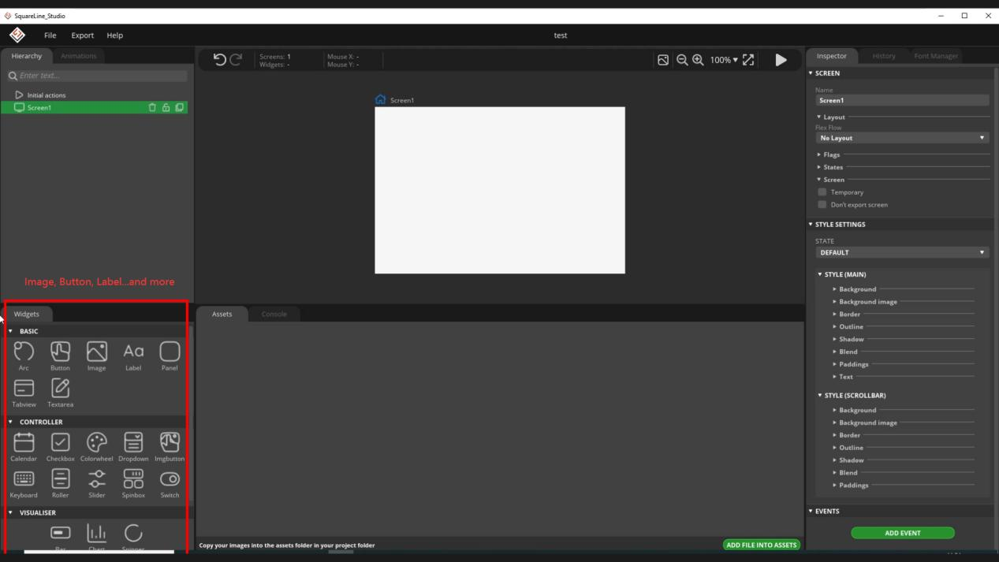 SquareLine_Studio
File Export Help
test
Hierarchy Animations
Enter text...
Initial actions
Screen1
Screens: 1
Widgets: -
Mouse X: -
Mouse Y: -
100%
Screen1
Image, Button, Label...and more
Widgets
BASIC
Arc Button Image Label Panel
Tabview Textarea
CONTROLLER
Calendar Checkbox Colorwheel Dropdown Imgbutton
Keyboard Roller Slider Spinbox Switch
VISUALISER
Bar Chart Spinner
Assets Console
Copy your images into the assets folder in your project folder
ADD FILE INTO ASSETS
Inspector History Font Manager
SCREEN
Name
Screen1
Layout
Flex Flow
No Layout
Flags
States
Screen
Temporary
Don't export screen
STYLE SETTINGS
STATE
DEFAULT
STYLE (MAIN)
Background
Background image
Border
Outline
Shadow
Blend
Paddings
Text
STYLE (SCROLLBAR)
Background
Background image
Border
Outline
Shadow
Blend
Paddings
EVENTS
ADD EVENT